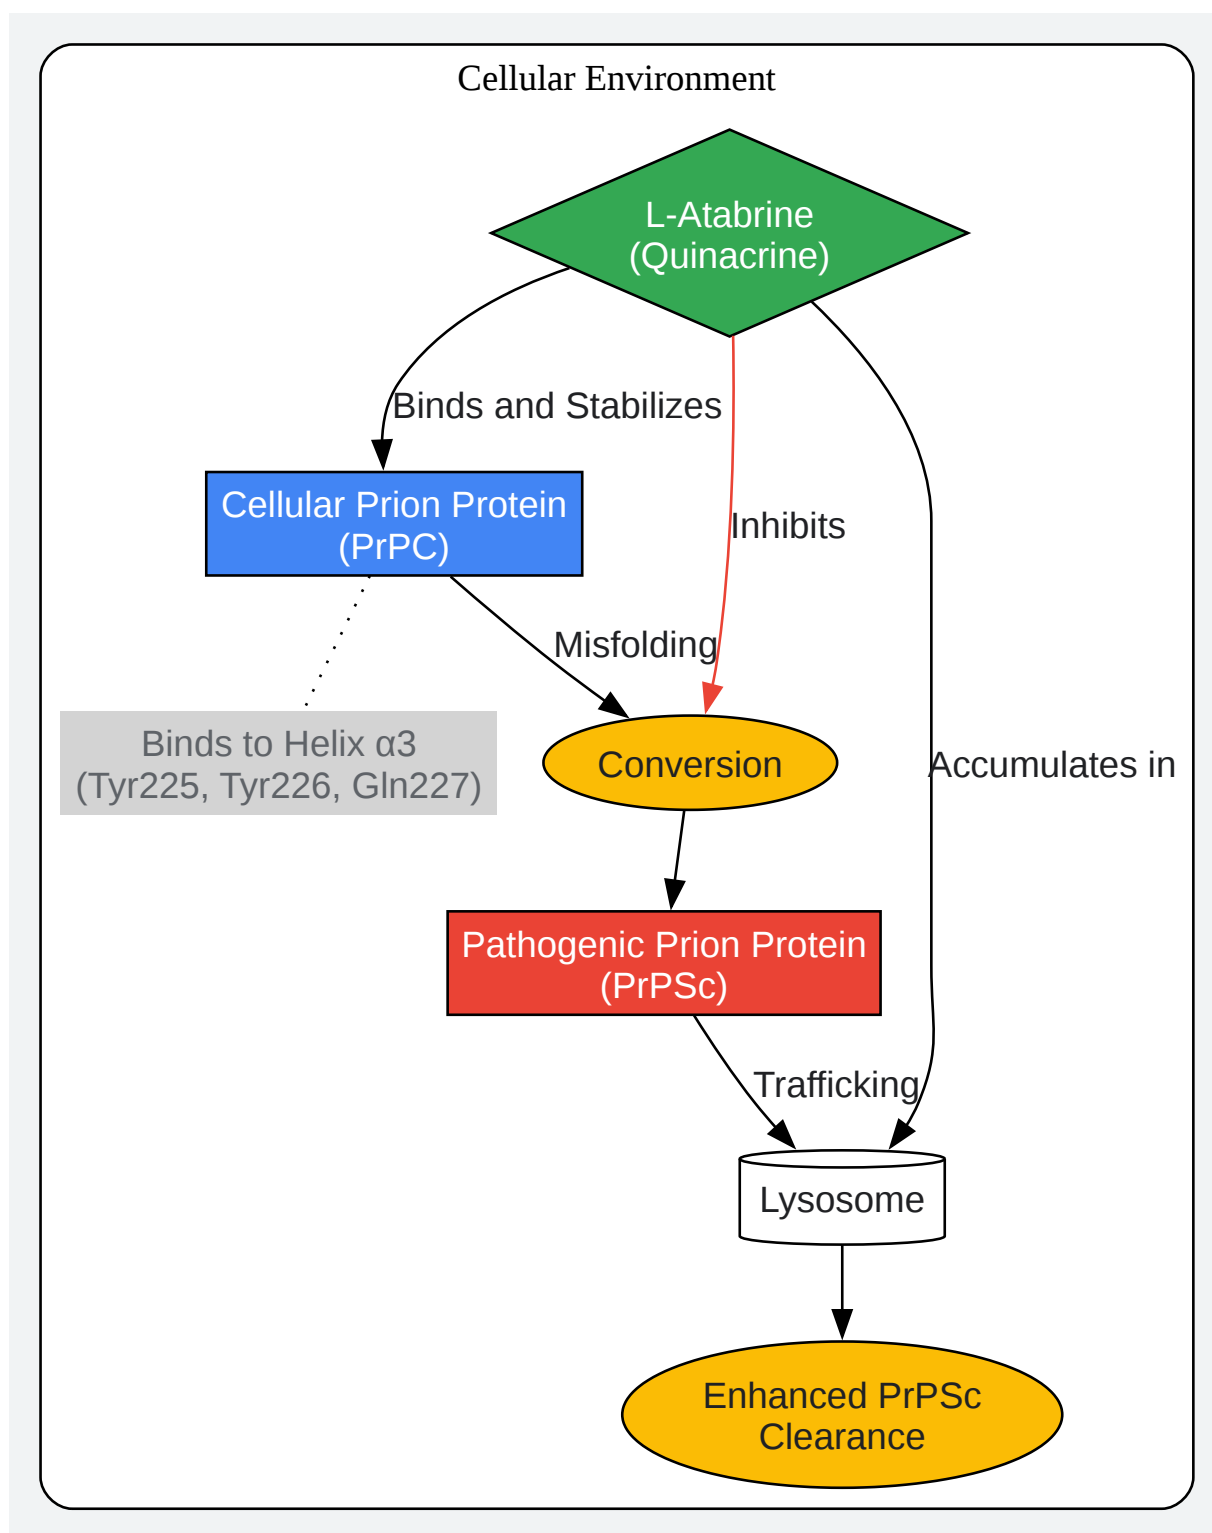 Cellular Environment
L-Atabrine
(Quinacrine)
Binds and Stabilizes
Cellular Prion Protein
(PrPC)
Inhibits
Misfolding
Binds to Helix α3
(Tyr225, Tyr226, Gln227)
Conversion
Accumulates in
Pathogenic Prion Protein
(PrPSc)
Trafficking
Lysosome
Enhanced PrPSc
Clearance